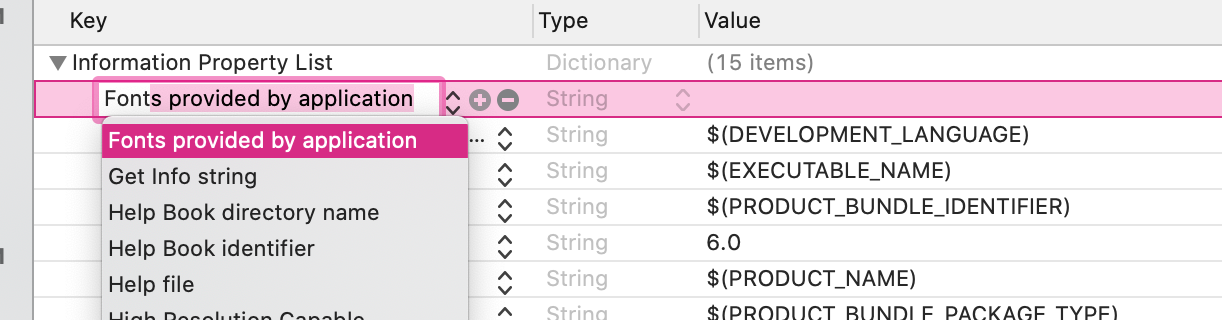 Key Type Value
Information Property List Dictionary (15 items)
Fonts provided by application String
Fonts provided by application ... String $(DEVELOPMENT_LANGUAGE)
Get Info string String $(EXECUTABLE_NAME)
Help Book directory name String $(PRODUCT_BUNDLE_IDENTIFIER)
Help Book identifier String 6.0
Help file String $(PRODUCT_NAME)
High Resolution Capable String $(PRODUCT_BUNDLE_PACKAGE_TYPE)